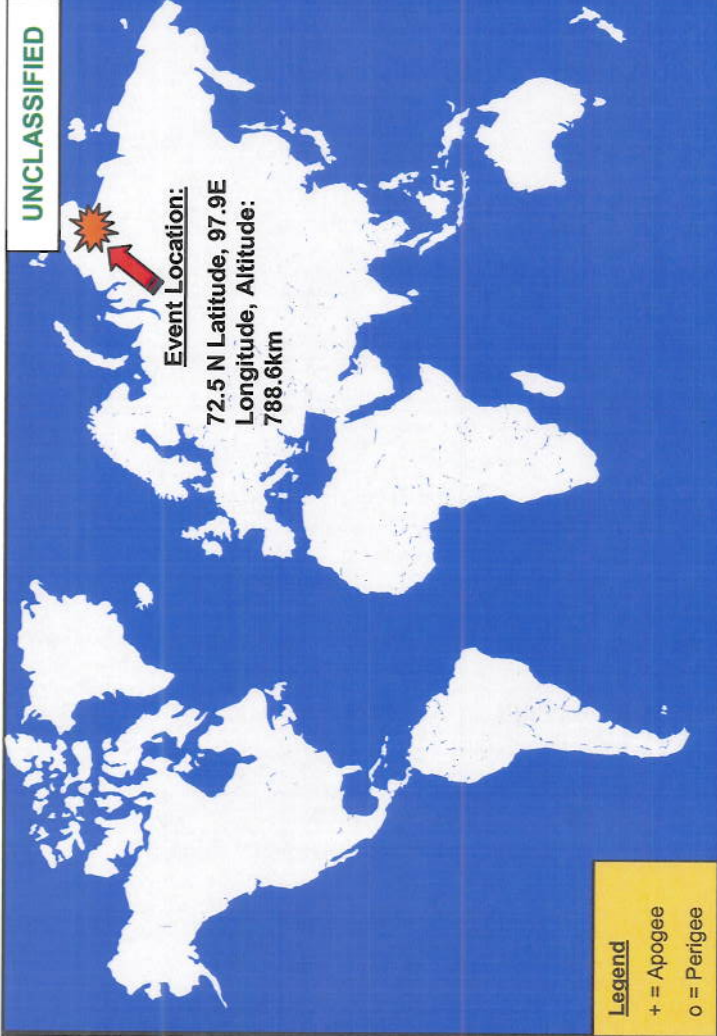 UNCLASSIFIED
Event Location:
72.5 N Latitude, 97.9E
Longitude, Altitude:
788.6km
Legend
+ = Apogee
o = Perigee